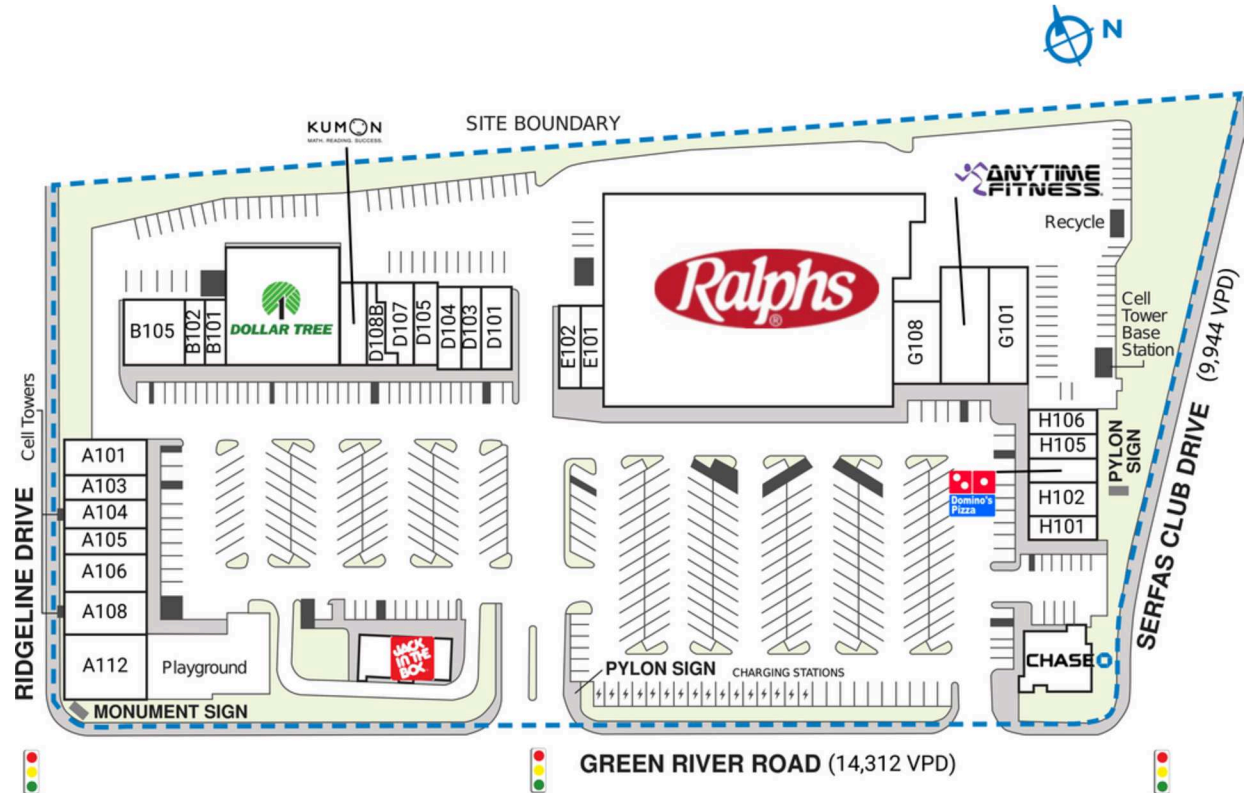 N
KUMON
MATH. READING. SUCCESS.
SITE BOUNDARY
ANYTIME
FITNESS.
Recycle
Ralphs
®
Cell
Tower
Base
Station
DOLLAR TREE
B105
B102
B101
D108B
D107
D105
D104
D103
D101
E102
E101
G108
G101
SERFAS CLUB DRIVE (9,944 VPD)
Cell Towers
RIDGELINE DRIVE
A101
A103
A104
A105
A106
A108
A112
Playground
H106
H105
H102
H101
PYLON
SIGN
Domino's
Pizza
JACK
IN THE
BOX
CHASE
PYLON SIGN
CHARGING STATIONS
MONUMENT SIGN
GREEN RIVER ROAD (14,312 VPD)